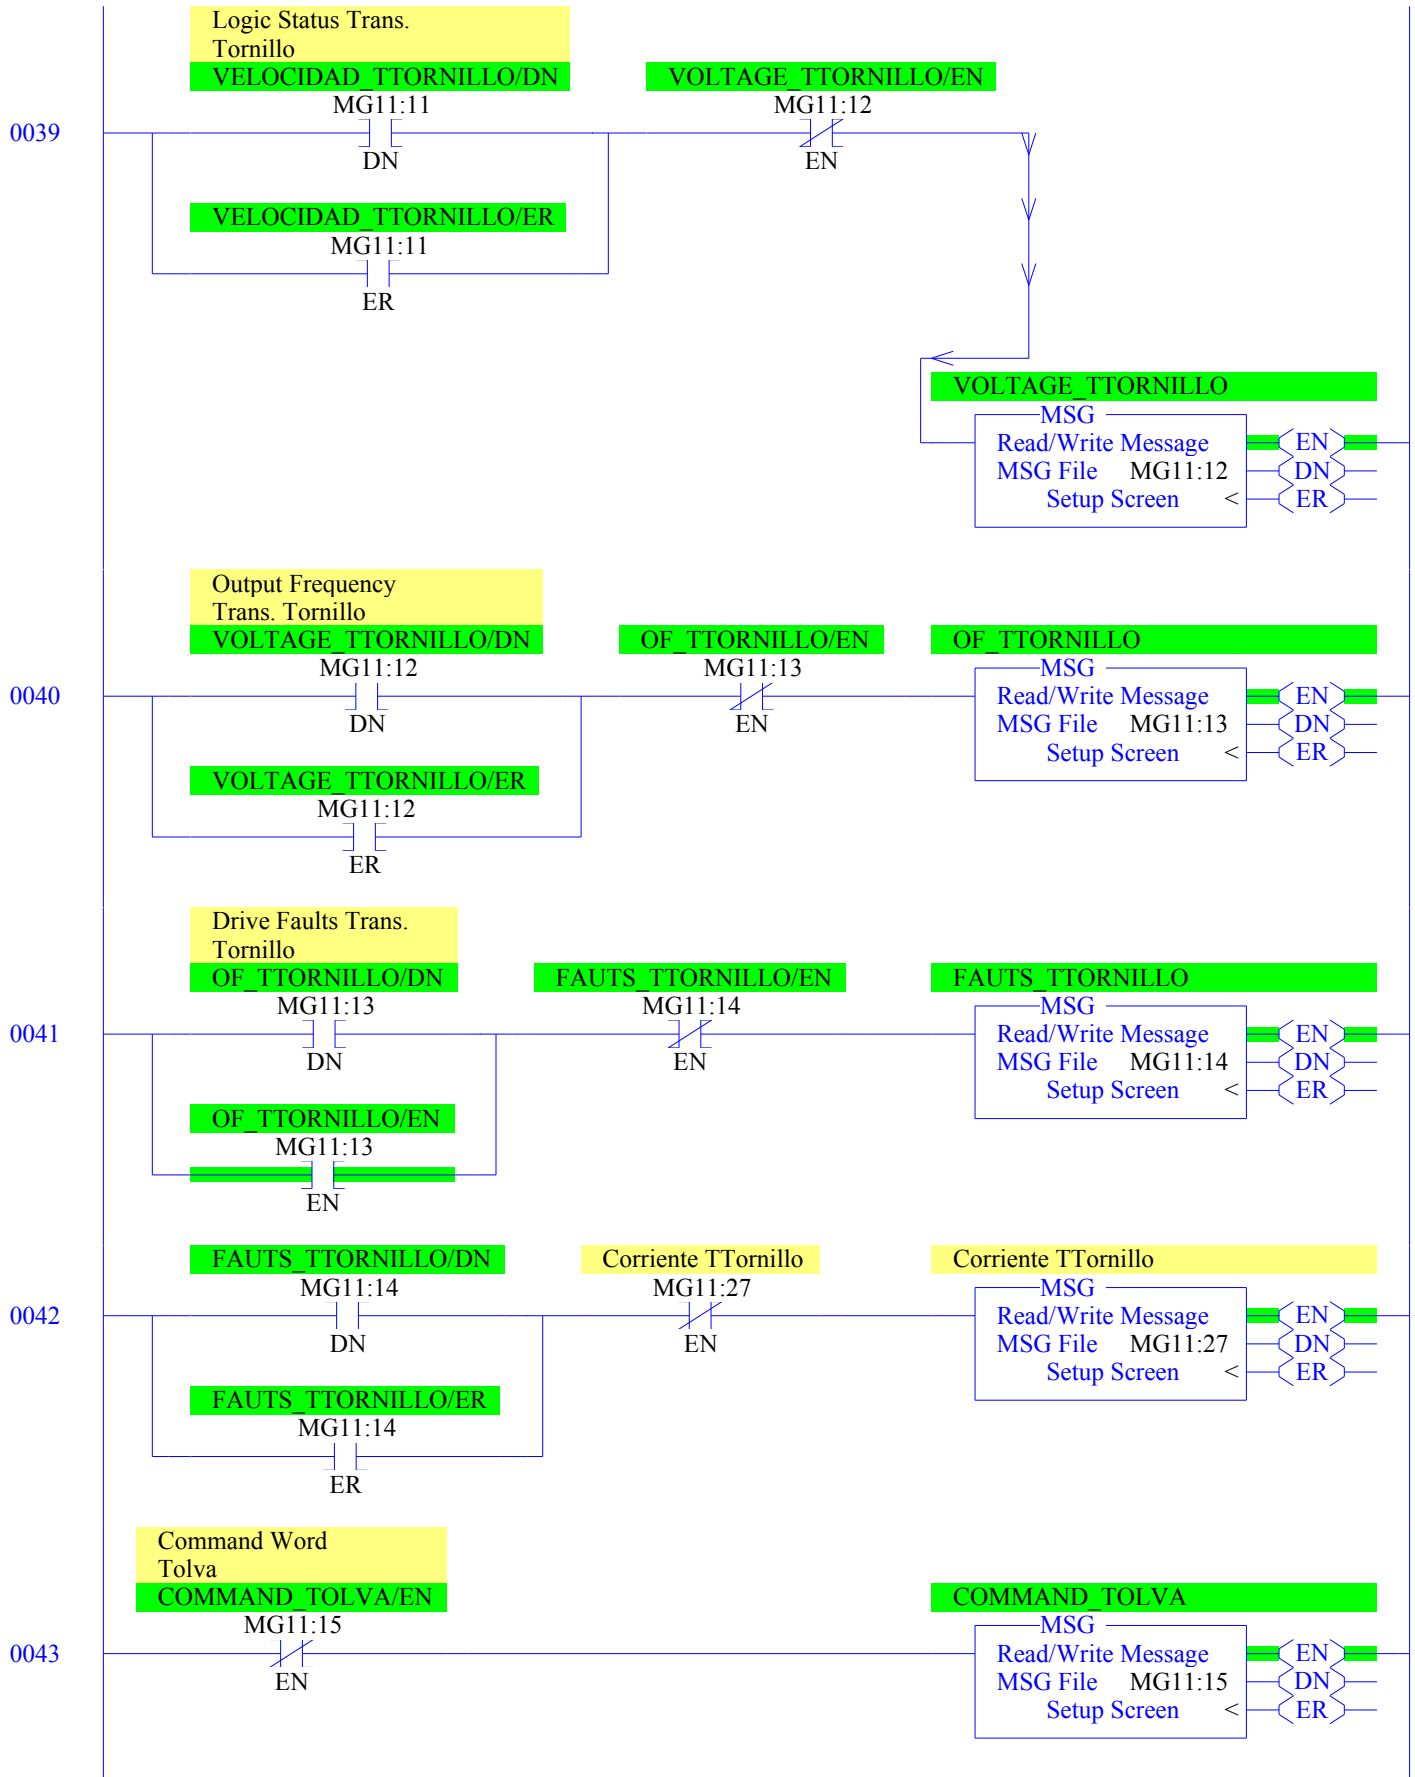 Logic Status Trans.
Tornillo
VELOCIDAD_TTORNILLO/DN
MG11:11
DN
VOLTAGE_TTORNILLO/EN
MG11:12
EN
0039
VELOCIDAD_TTORNILLO/ER
MG11:11
ER
VOLTAGE_TTORNILLO
MSG
Read/Write Message
MSG File MG11:12
Setup Screen <
EN
DN
ER
Output Frequency
Trans. Tornillo
VOLTAGE_TTORNILLO/DN
MG11:12
DN
OF_TTORNILLO/EN
MG11:13
EN
OF_TTORNILLO
MSG
Read/Write Message
MSG File MG11:13
Setup Screen <
EN
DN
ER
0040
VOLTAGE_TTORNILLO/ER
MG11:12
ER
Drive Faults Trans.
Tornillo
OF_TTORNILLO/DN
MG11:13
DN
FAUTS_TTORNILLO/EN
MG11:14
EN
FAUTS_TTORNILLO
MSG
Read/Write Message
MSG File MG11:14
Setup Screen <
EN
DN
ER
0041
OF_TTORNILLO/EN
MG11:13
EN
FAUTS_TTORNILLO/DN
MG11:14
DN
Corriente TTornillo
MG11:27
EN
Corriente TTornillo
MSG
Read/Write Message
MSG File MG11:27
Setup Screen <
EN
DN
ER
0042
FAUTS_TTORNILLO/ER
MG11:14
ER
Command Word
Tolva
COMMAND_TOLVA/EN
MG11:15
EN
COMMAND_TOLVA
MSG
Read/Write Message
MSG File MG11:15
Setup Screen <
EN
DN
ER
0043